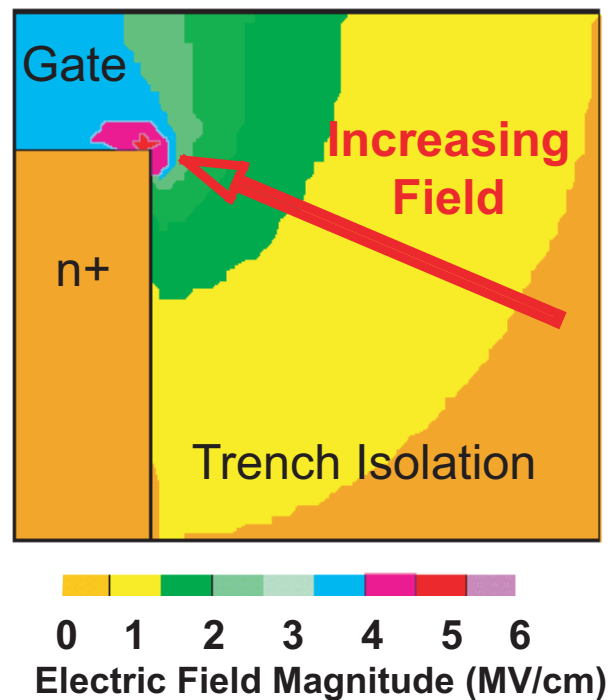 Gate
Increasing
Field
n+
Trench Isolation
0 1 2 3 4 5 6
Electric Field Magnitude (MV/cm)